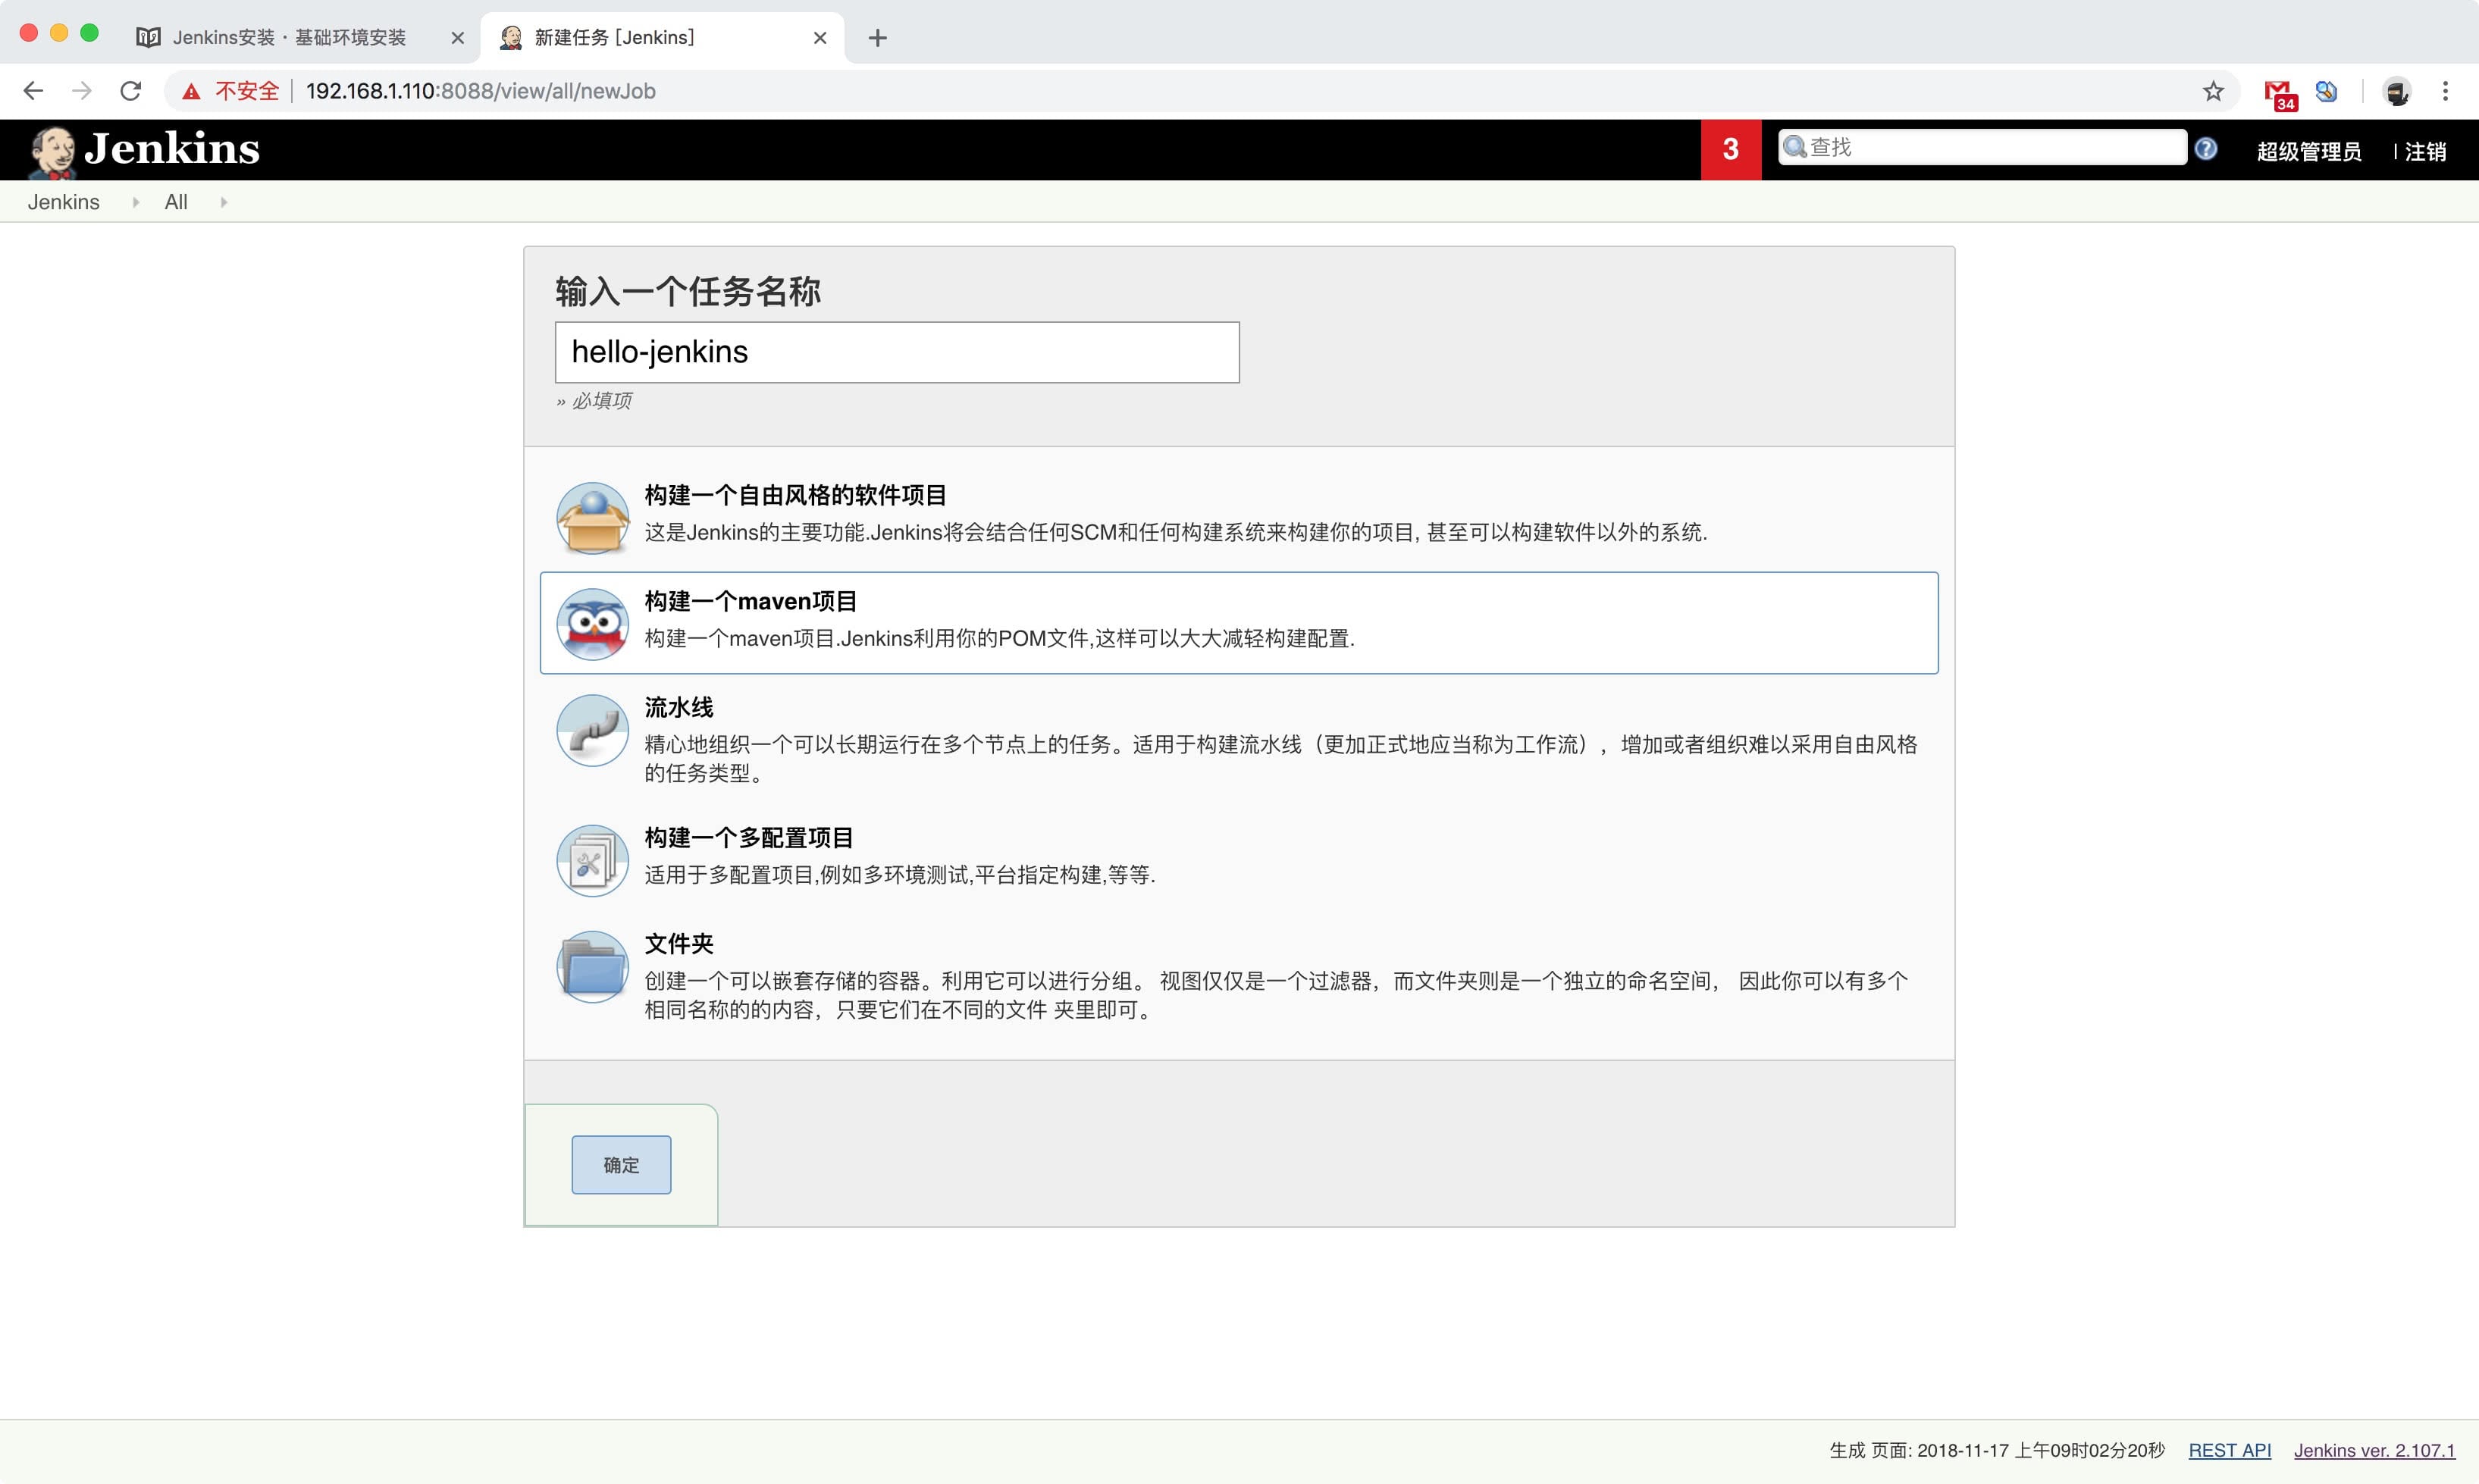 Jenkins安装 · 基础环境安装
新建任务 [Jenkins]
不安全
192.168.1.110:8088/view/all/newJob
34
Jenkins
3
查找
超级管理员
注销
Jenkins
All
输入一个任务名称
hello-jenkins
» 必填项
构建一个自由风格的软件项目
这是Jenkins的主要功能.Jenkins将会结合任何SCM和任何构建系统来构建你的项目, 甚至可以构建软件以外的系统.
构建一个maven项目
构建一个maven项目.Jenkins利用你的POM文件,这样可以大大减轻构建配置.
流水线
精心地组织一个可以长期运行在多个节点上的任务。适用于构建流水线（更加正式地应当称为工作流），增加或者组织难以采用自由风格
的任务类型。
构建一个多配置项目
适用于多配置项目,例如多环境测试,平台指定构建,等等.
文件夹
创建一个可以嵌套存储的容器。利用它可以进行分组。 视图仅仅是一个过滤器，而文件夹则是一个独立的命名空间， 因此你可以有多个
相同名称的的内容，只要它们在不同的文件 夹里即可。
确定
生成 页面: 2018-11-17 上午09时02分20秒
REST API
Jenkins ver. 2.107.1